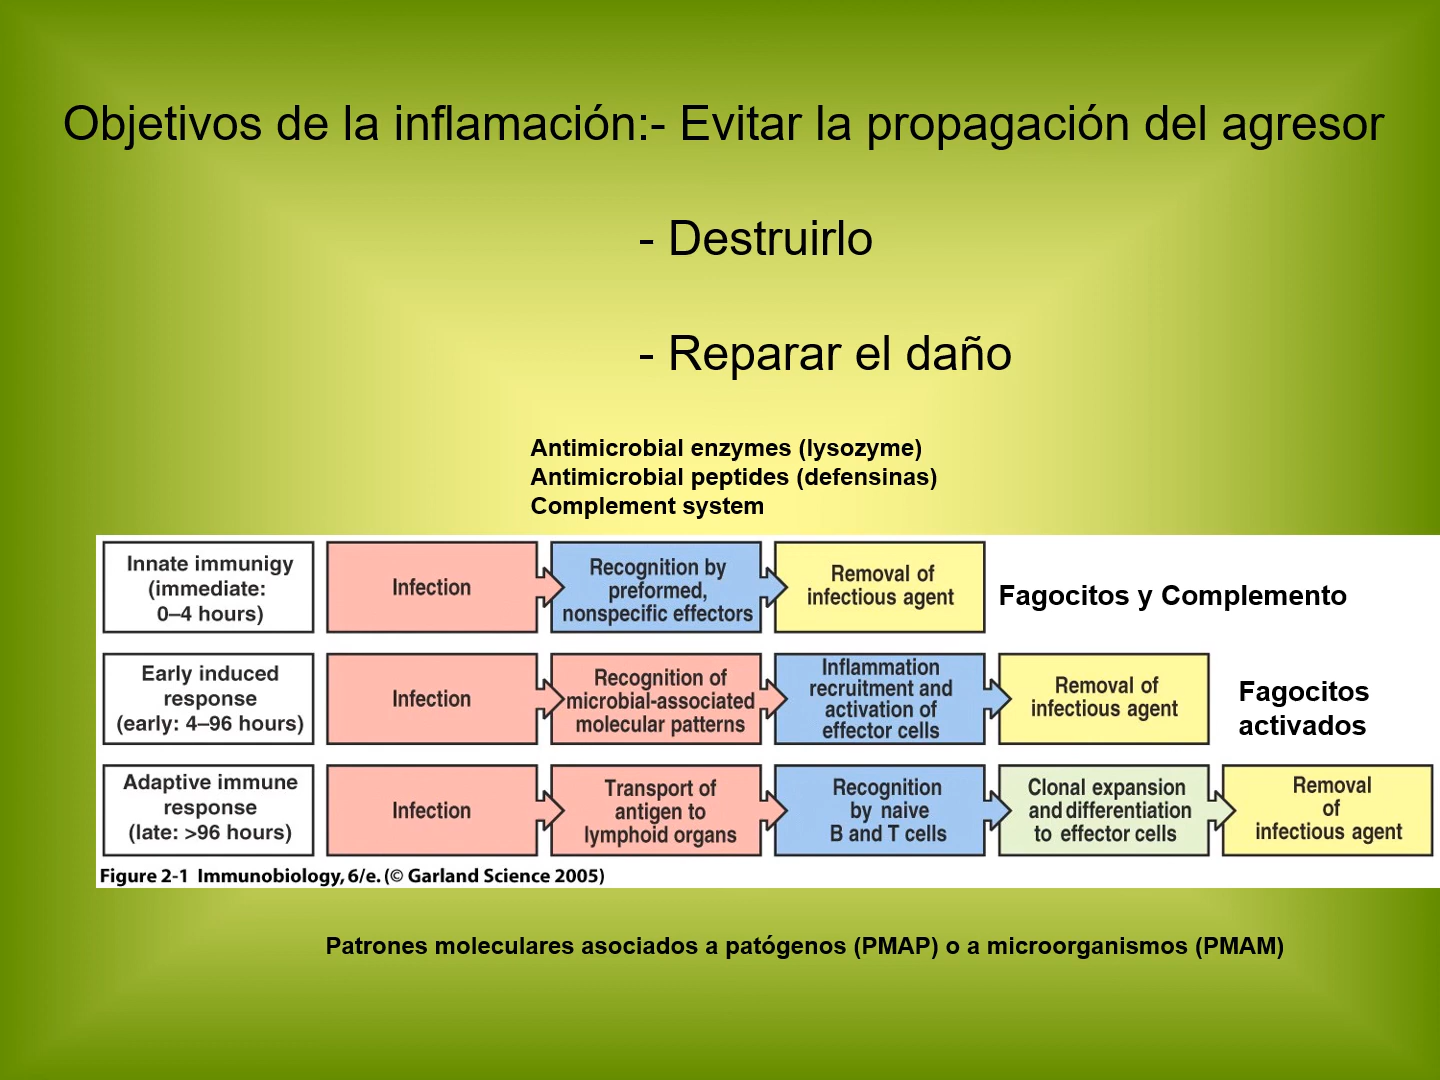 Objetivos de la inflamación:- Evitar la propagación del agresor
- Destruirlo
- Reparar el daño
Antimicrobial enzymes (lysozyme)
Antimicrobial peptides (defensinas)
Complement system
Innate immunigy
(immediate:
0–4 hours)
Infection
Recognition by
preformed,
nonspecific effectors
Removal of
infectious agent
Fagocitos y Complemento
Early induced
response
(early: 4–96 hours)
Infection
Recognition of
microbial-associated
molecular patterns
Inflammation
recruitment and
activation of
effector cells
Removal of
infectious agent
Fagocitos
activados
Adaptive immune
response
(late: >96 hours)
Infection
Transport of
antigen to
lymphoid organs
Recognition
by naive
B and T cells
Clonal expansion
and differentiation
to effector cells
Removal
of
infectious agent
Figure 2-1 Immunobiology, 6/e. (© Garland Science 2005)
Patrones moleculares asociados a patógenos (PMAP) o a microorganismos (PMAM)